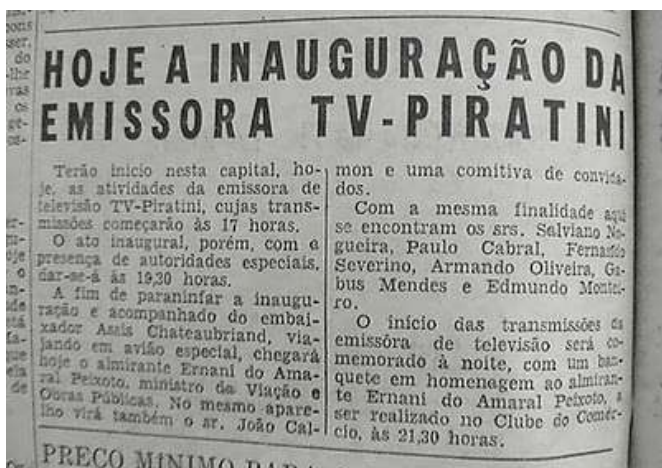 HOJE A INAUGURAÇÃO DA
EMISSORA TV-PIRATINI
Terão inicio nesta capital, ho-
je, as atividades da emissora de
televisão TV-Piratini, cujas trans-
missões começarão às 17 horas.
O ato inaugural, porém, com a
presença de autoridades especiais,
dar-se-á às 19,30 horas.
A fim de paraninfar a inaugu-
ração e acompanhado do embai-
xador Assis Chateaubriand, via-
jando em avião especial, chegará
hoje o almirante Ernani do Ama-
ral Peixoto, ministro da Viação e
Obras Públicas. No mesmo apare-
lho virá também o sr. João Cal-
mon e uma comitiva de convida-
dos.
Com a mesma finalidade aqui
se encontram os srs. Salviano No-
gueira, Paulo Cabral, Fernando
Severino, Armando Oliveira, Ga-
bus Mendes e Edmundo Montei-
ro.
O início das transmissões da
emissôra de televisão será co-
memorado à noite, com um ban-
quete em homenagem ao almiran-
te Ernani do Amaral Peixoto, a
ser realizado no Clube do Comér-
cio, às 21,30 horas.
PREÇO MINIMO